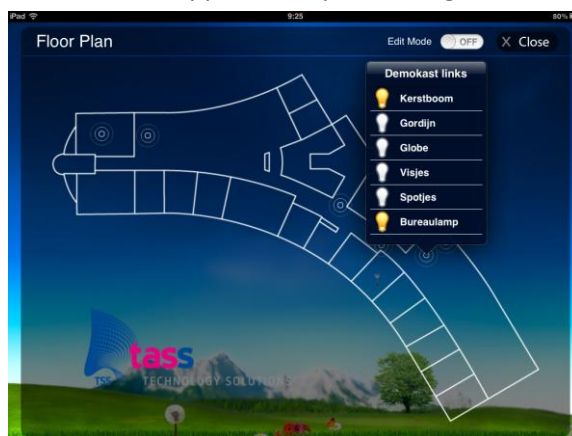 iPad 9:25 80%
Floor Plan Edit Mode OFF X Close
Demokast links
Kerstboom
Gordijn
Globe
Visjes
Spotjes
Bureaulamp
tass
TSS TECHNOLOGY SOLUTIONS